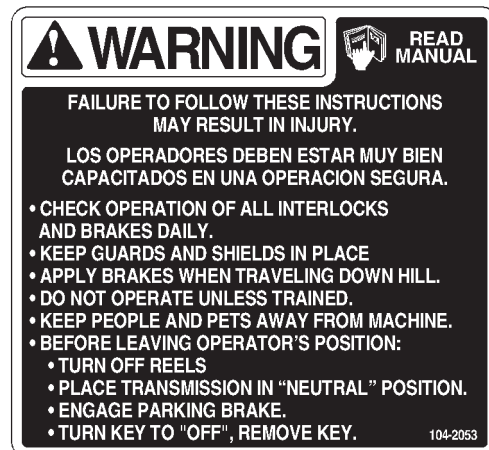 WARNING
READ
MANUAL
FAILURE TO FOLLOW THESE INSTRUCTIONS
MAY RESULT IN INJURY.
LOS OPERADORES DEBEN ESTAR MUY BIEN
CAPACITADOS EN UNA OPERACION SEGURA.
• CHECK OPERATION OF ALL INTERLOCKS
AND BRAKES DAILY.
• KEEP GUARDS AND SHIELDS IN PLACE
• APPLY BRAKES WHEN TRAVELING DOWN HILL.
• DO NOT OPERATE UNLESS TRAINED.
• KEEP PEOPLE AND PETS AWAY FROM MACHINE.
• BEFORE LEAVING OPERATOR'S POSITION:
• TURN OFF REELS
• PLACE TRANSMISSION IN “NEUTRAL” POSITION.
• ENGAGE PARKING BRAKE.
• TURN KEY TO "OFF", REMOVE KEY.
104-2053